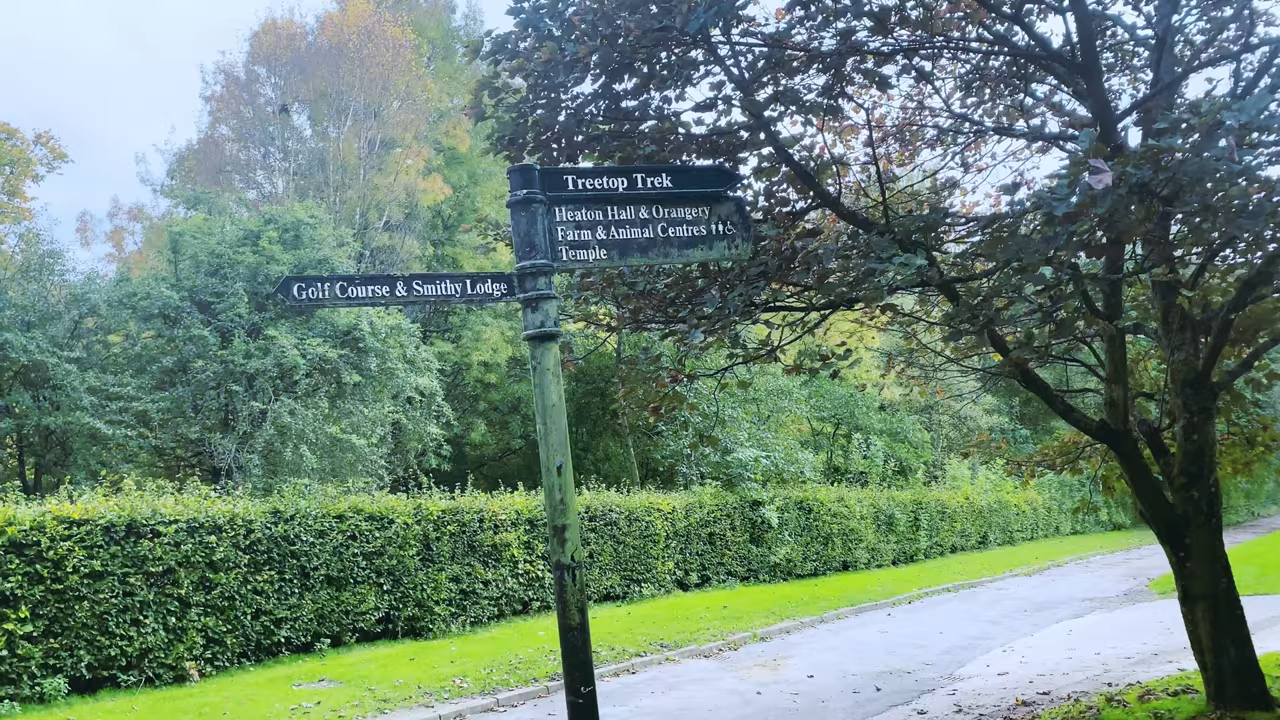 Treetop Trek
Heaton Hall & Orangery
Farm & Animal Centres
Temple
Golf Course & Smithy Lodge